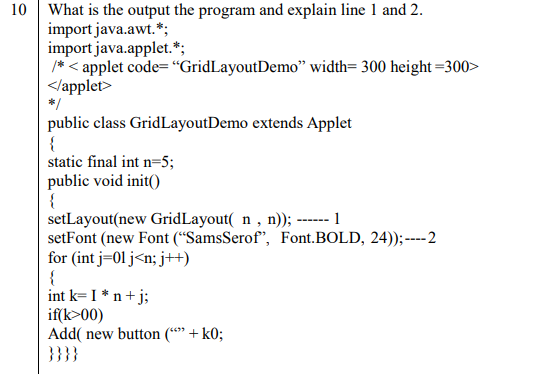 10 What is the output the program and explain line 1 and 2.
import java.awt.*;
import java.applet.*;
/* < applet code= “GridLayoutDemo” width= 300 height =300>
</applet>
*/
public class GridLayoutDemo extends Applet
{
static final int n=5;
public void init()
{
setLayout(new GridLayout( n , n)); ------ 1
setFont (new Font (“SamsSerof”, Font.BOLD, 24));----2
for (int j=0l j<n; j++)
{
int k= I * n + j;
if(k>00)
Add( new button (“” + k0;
}}}}